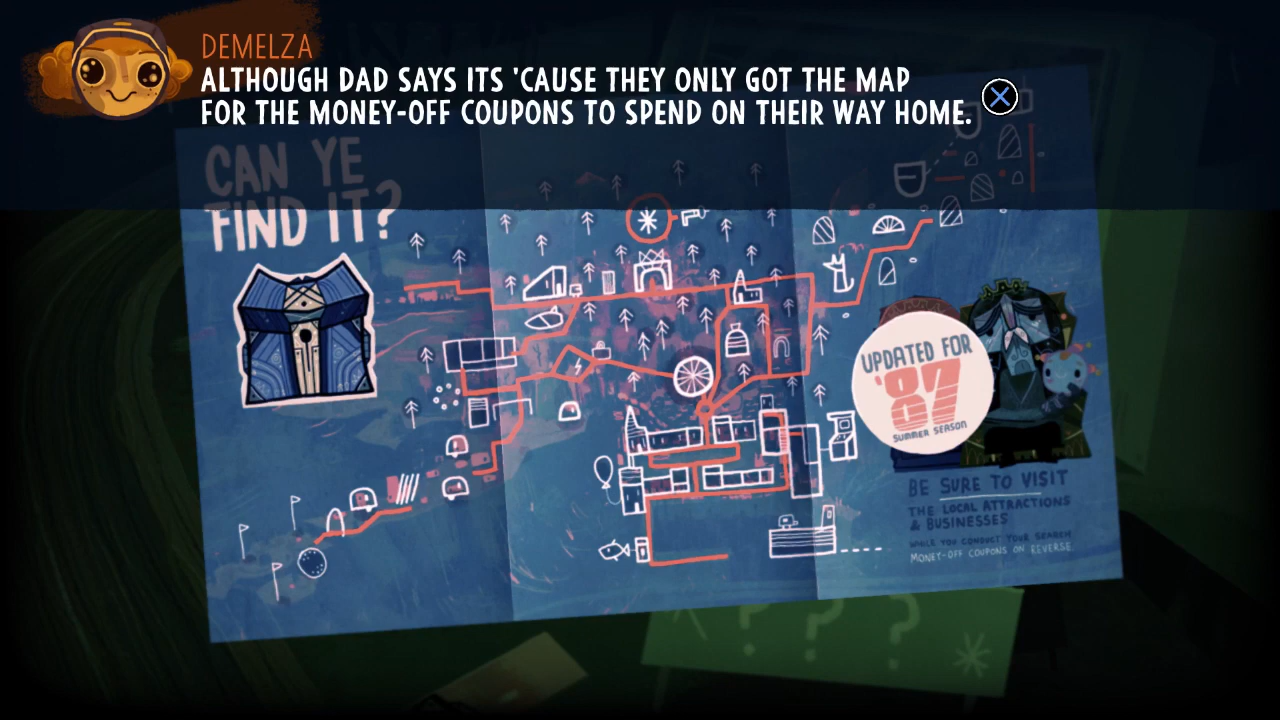 DEMELZA
ALTHOUGH DAD SAYS ITS 'CAUSE THEY ONLY GOT THE MAP
FOR THE MONEY-OFF COUPONS TO SPEND ON THEIR WAY HOME.
CAN YE
FIND IT?
UPDATED FOR
'87
SUMMER SEASON
BE SURE TO VISIT
THE LOCAL ATTRACTIONS
& BUSINESSES
WHILE YOU CONDUCT YOUR SEARCH
MONEY-OFF COUPONS ON REVERSE.
? ? ?